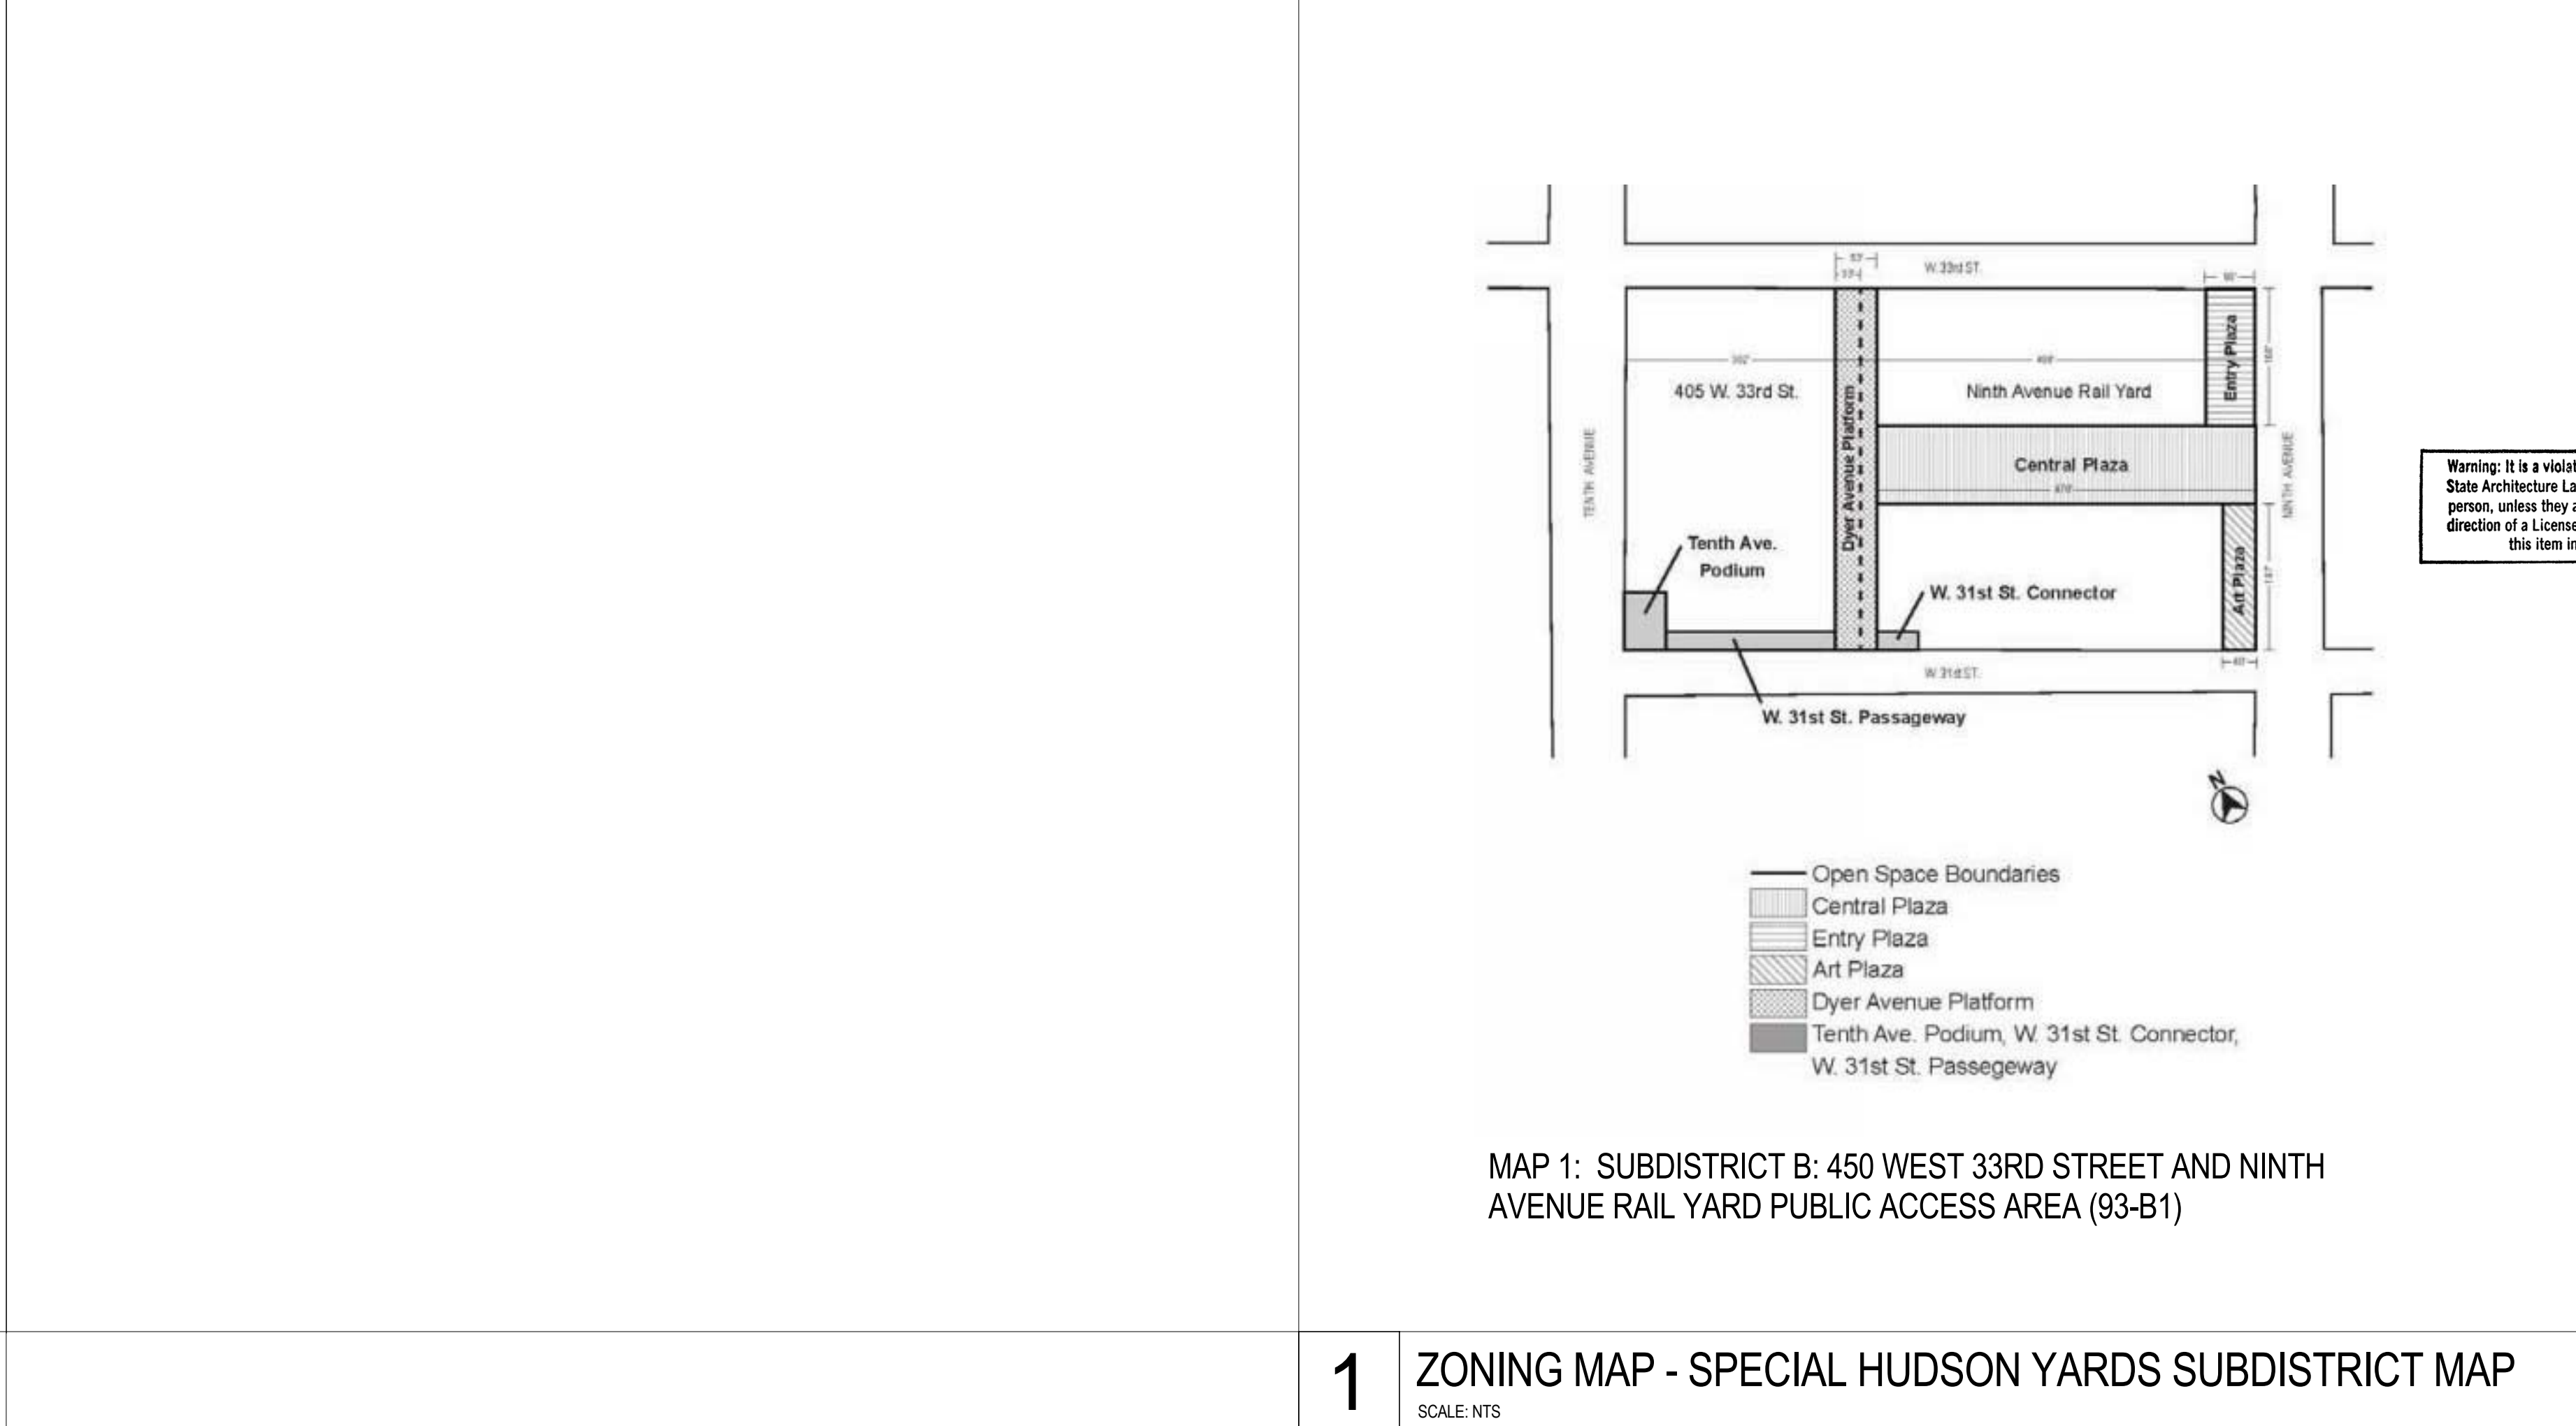 53'
33'
W. 33rd ST.
60'
405 W. 33rd St.
Ninth Avenue Rail Yard
Entry Plaza
Dyer Avenue Platform
TENTH AVENUE
Central Plaza
NINTH AVENUE
Tenth Ave.
Podium
W. 31st St. Connector
Art Plaza
40'
W 31st ST.
W. 31st St. Passageway
N
Open Space Boundaries
Central Plaza
Entry Plaza
Art Plaza
Dyer Avenue Platform
Tenth Ave. Podium, W. 31st St. Connector,
W. 31st St. Passegeway
MAP 1: SUBDISTRICT B: 450 WEST 33RD STREET AND NINTH
AVENUE RAIL YARD PUBLIC ACCESS AREA (93-B1)
Warning: It is a violat
State Architecture La
person, unless they a
direction of a License
this item in
1
ZONING MAP - SPECIAL HUDSON YARDS SUBDISTRICT MAP
SCALE: NTS